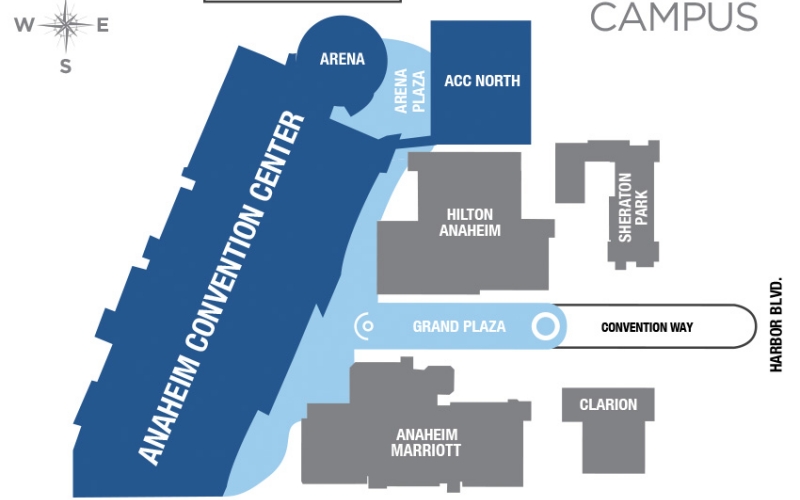 CAMPUS
W E
S
ARENA
ARENA
PLAZA
ACC NORTH
ANAHEIM CONVENTION CENTER
HILTON
ANAHEIM
SHERATON
PARK
GRAND PLAZA
CONVENTION WAY
HARBOR BLVD.
CLARION
ANAHEIM
MARRIOTT